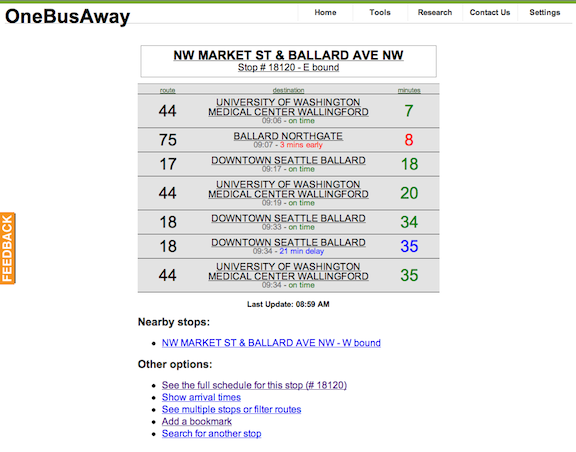 OneBusAway
Home Tools Research Contact Us Settings
NW MARKET ST & BALLARD AVE NW
Stop # 18120 - E bound
route destination minutes
44 UNIVERSITY OF WASHINGTON
MEDICAL CENTER WALLINGFORD 7
09:06 - on time
75 BALLARD NORTHGATE 8
09:07 - 3 mins early
17 DOWNTOWN SEATTLE BALLARD 18
09:17 - on time
44 UNIVERSITY OF WASHINGTON
MEDICAL CENTER WALLINGFORD 20
09:19 - on time
18 DOWNTOWN SEATTLE BALLARD 34
09:33 - on time
18 DOWNTOWN SEATTLE BALLARD 35
09:34 - 21 min delay
44 UNIVERSITY OF WASHINGTON
MEDICAL CENTER WALLINGFORD 35
09:34 - on time
FEEDBACK
Last Update: 08:59 AM
Nearby stops:
NW MARKET ST & BALLARD AVE NW - W bound
Other options:
See the full schedule for this stop (# 18120)
Show arrival times
See multiple stops or filter routes
Add a bookmark
Search for another stop